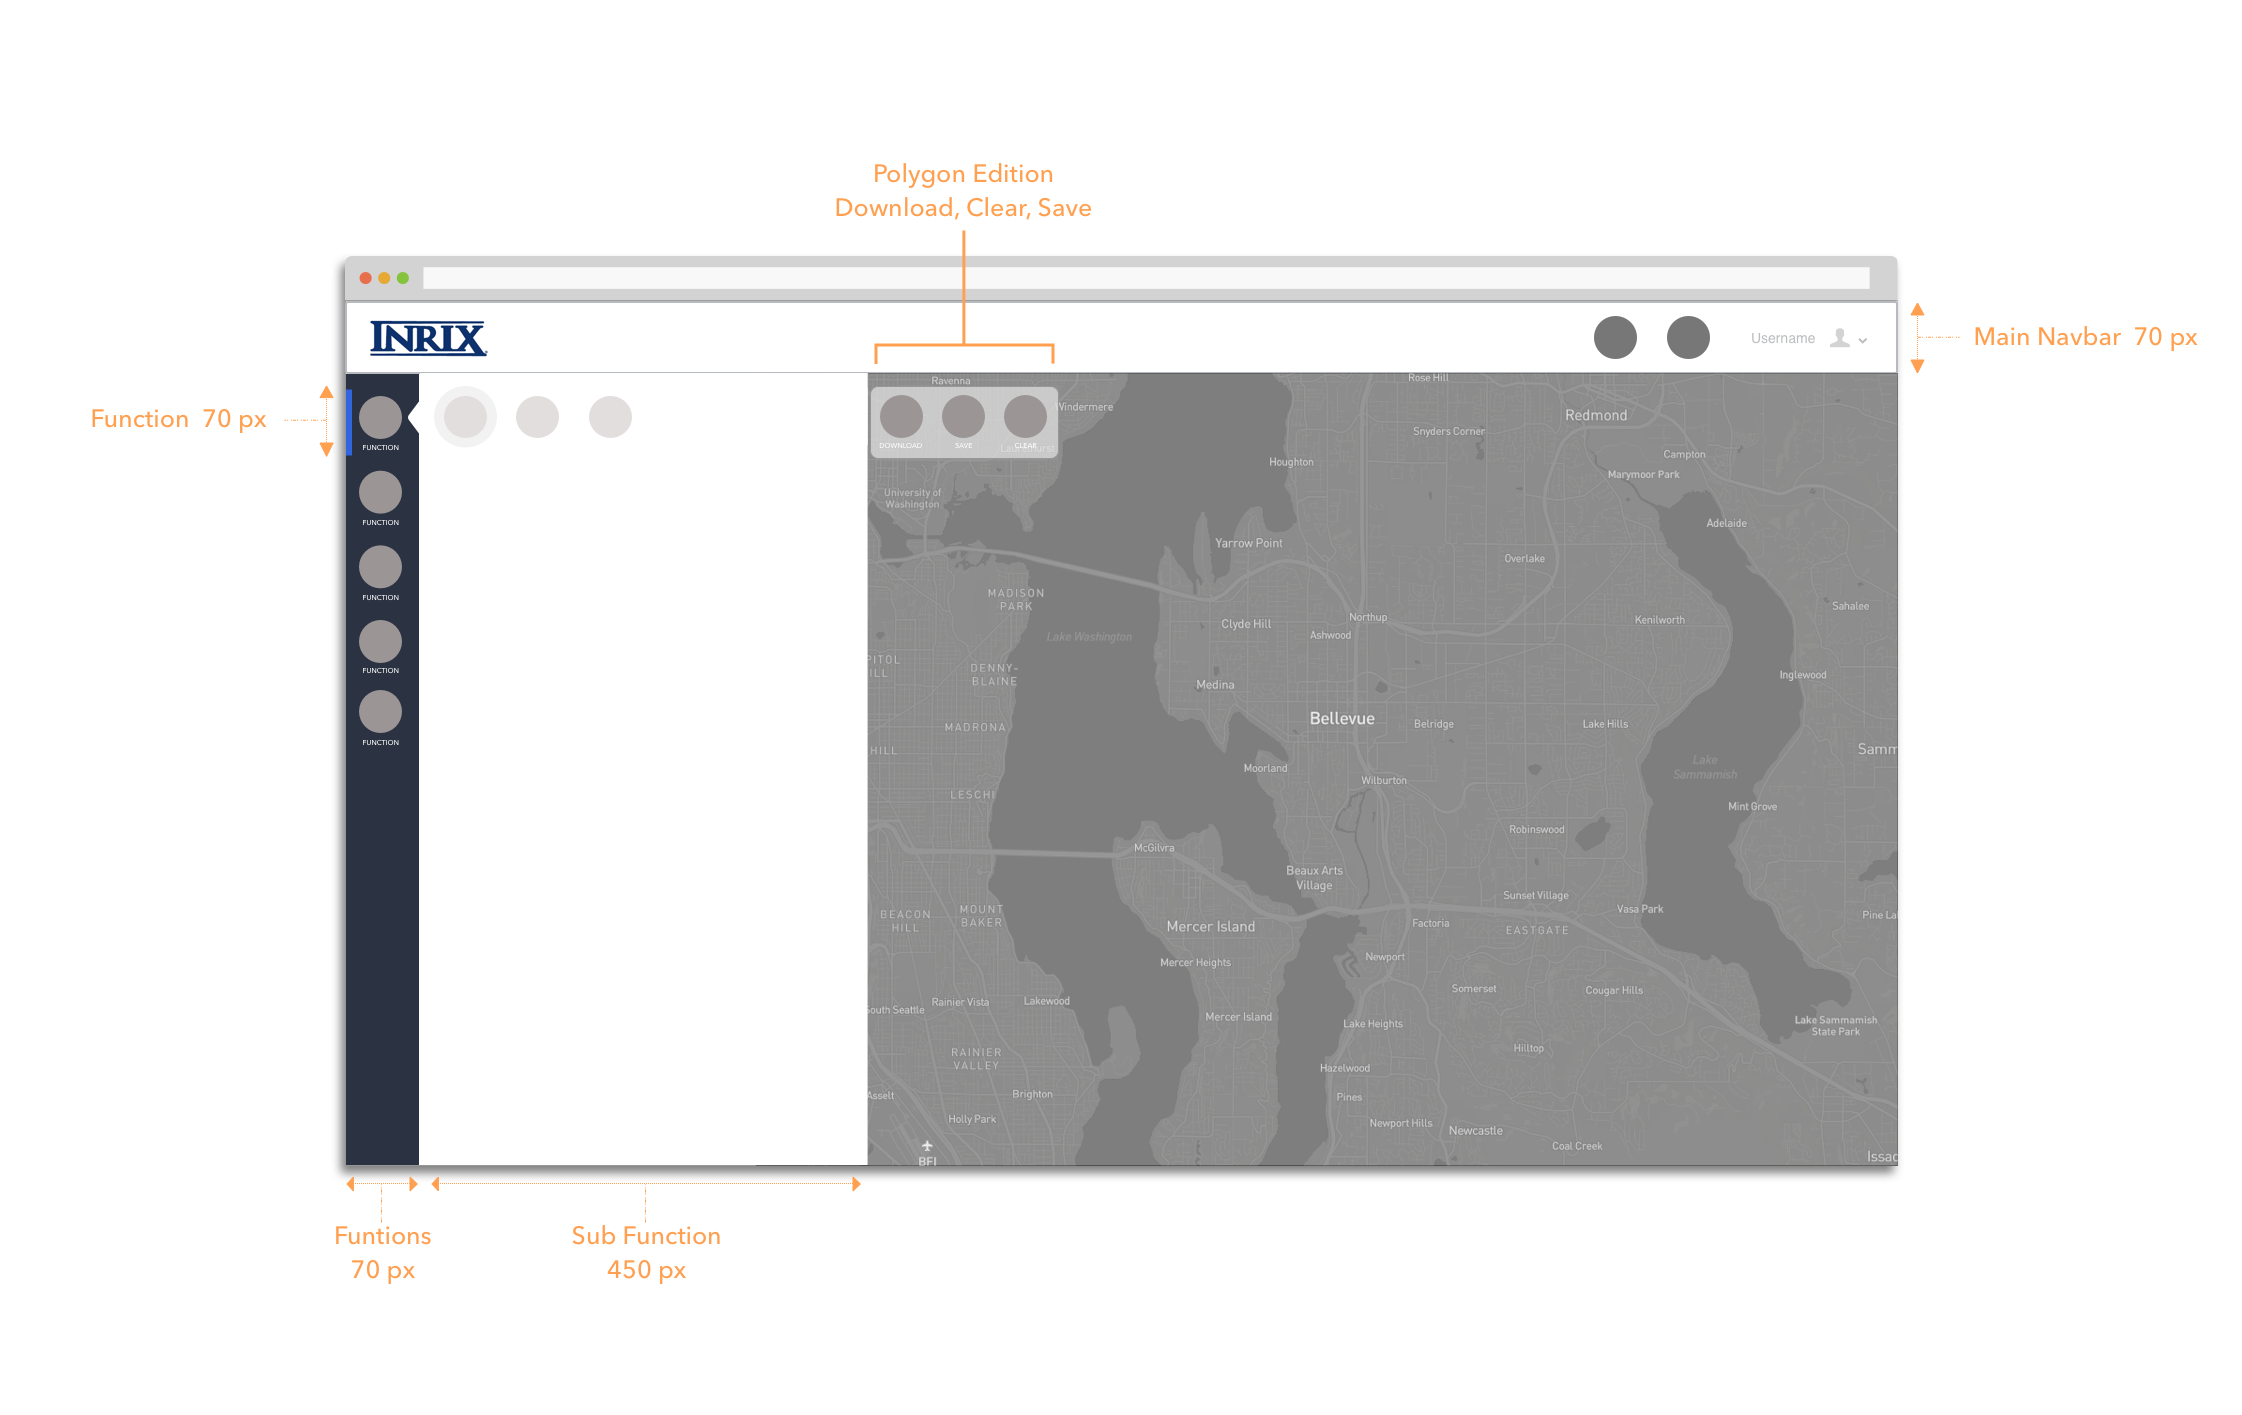 Polygon Edition
Download, Clear, Save
INRIX
Username
Main Navbar 70 px
Function 70 px
FUNCTION
FUNCTION
FUNCTION
FUNCTION
FUNCTION
DOWNLOAD
SAVE
CLEAR
Ravenna
Windermere
Laurelhurst
University of
Washington
Rose Hill
Redmond
Snyders Corner
Houghton
Campton
Marymoor Park
Adelaide
Yarrow Point
Overlake
MADISON
PARK
Sahalee
Clyde Hill
Northup
Kenilworth
Ashwood
Lake Washington
PITOL
ILL
DENNY-
BLAINE
Inglewood
Medina
Bellevue
Belridge
Lake Hills
MADRONA
HILL
Samm
Moorland
Lake
Sammamish
Wilburton
LESCHI
Mint Grove
Robinswood
McGilvra
Beaux Arts
Village
Sunset Village
BEACON
HILL
MOUNT
BAKER
Vasa Park
Pine La
Mercer Island
Factoria
EASTGATE
Mercer Heights
Newport
Somerset
Cougar Hills
Rainier Vista
Lakewood
South Seattle
Mercer Island
Lake Heights
Lake Sammamish
State Park
RAINIER
VALLEY
Hilltop
Hazelwood
Asselt
Brighton
Pines
Holly Park
Newport Hills
Newcastle
Coal Creek
BFI
Issac
Funtions
70 px
Sub Function
450 px